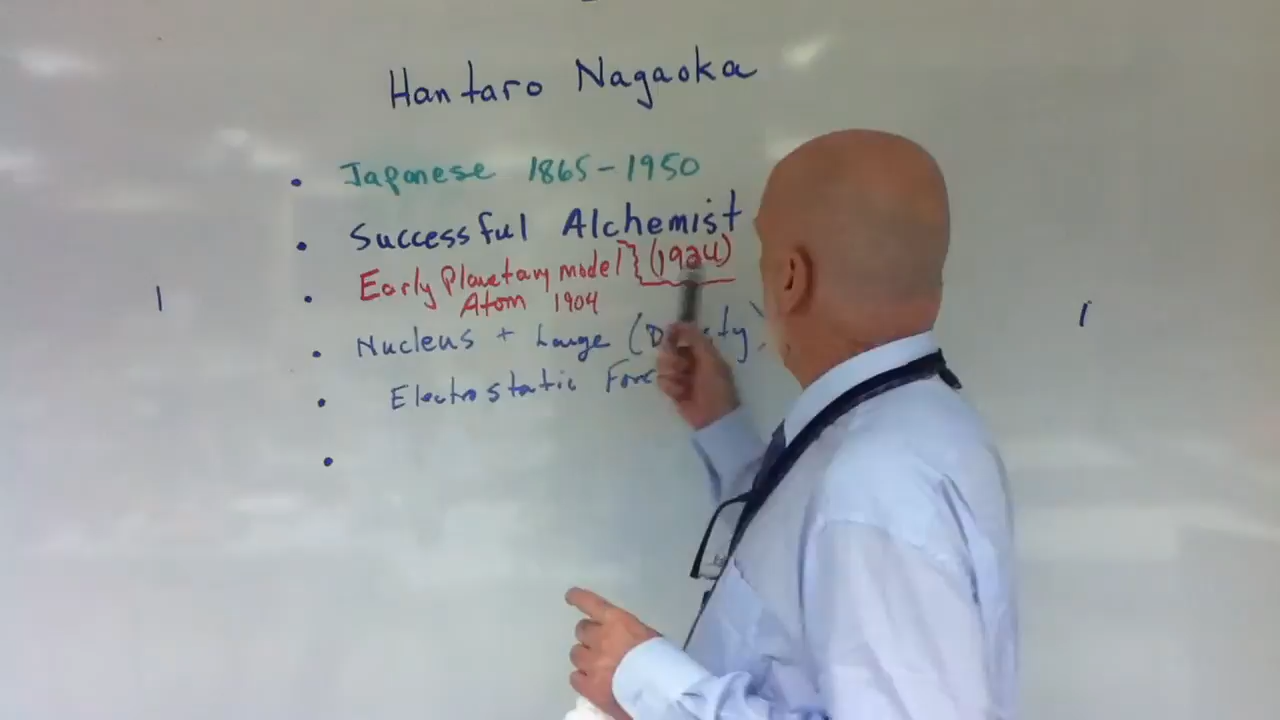 Hantaro Nagaoka
• Japanese 1865-1950
• Successful Alchemist
• Early Planetary model } (1924)
Atom 1904
• Nucleus + Large
• Electrostatic
•